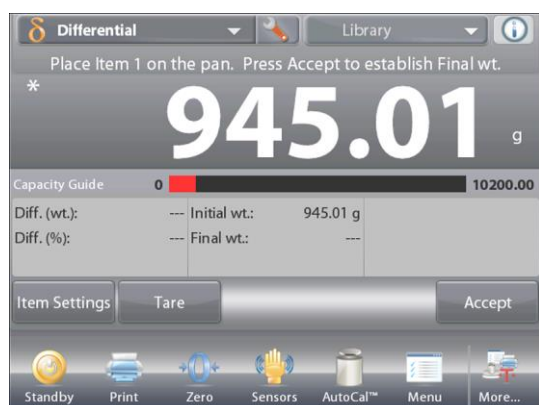 δ Differential Library
Place Item 1 on the pan. Press Accept to establish Final wt.
* 945.01 g
Capacity Guide 0 10200.00
Diff. (wt.): --- Initial wt.: 945.01 g
Diff. (%): --- Final wt.: ---
Item Settings Tare Accept
Standby Print Zero Sensors AutoCal™ Menu More...